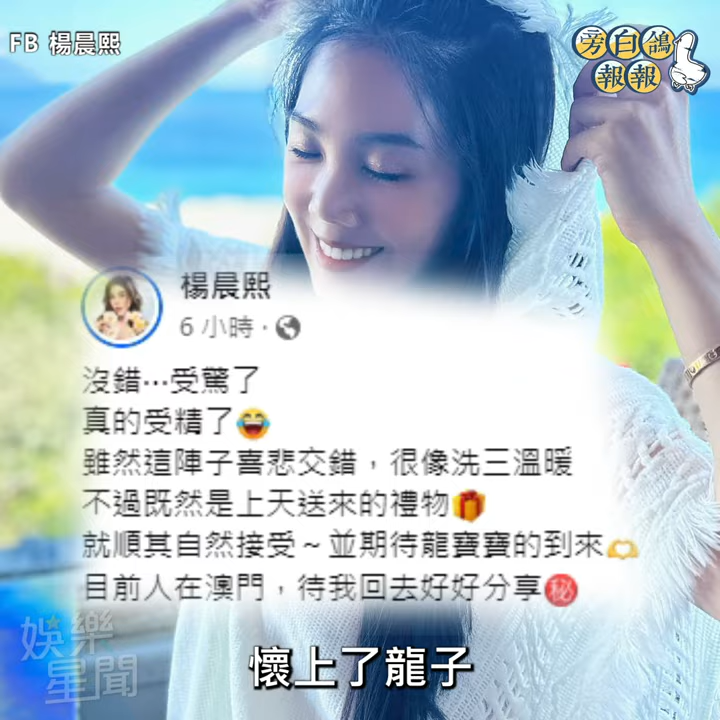 FB 楊晨熙
旁白鴿
報報
楊晨熙
6 小時·
沒錯⋯受驚了
真的受精了😂
雖然這陣子喜悲交錯，很像洗三溫暖
不過既然是上天送來的禮物🎁
就順其自然接受～並期待龍寶寶的到來🫶
目前人在澳門，待我回去好好分享㊙️
娛樂
星聞
懷上了龍子